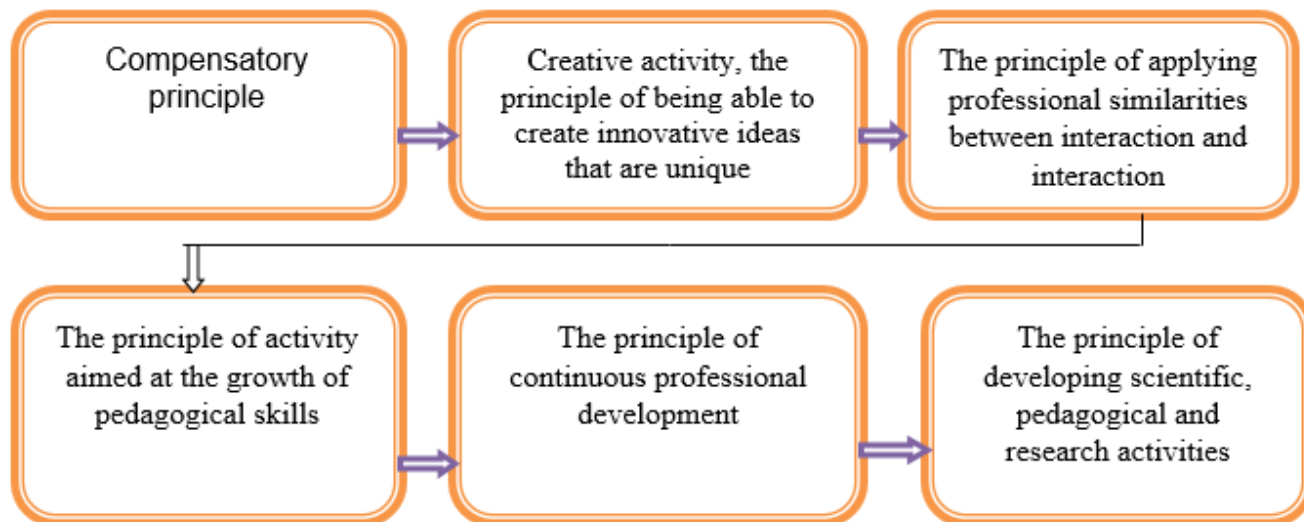 Compensatory
principle
Creative activity, the
principle of being able to
create innovative ideas
that are unique
The principle of applying
professional similarities
between interaction and
interaction
The principle of activity
aimed at the growth of
pedagogical skills
The principle of
continuous professional
development
The principle of
developing scientific,
pedagogical and
research activities